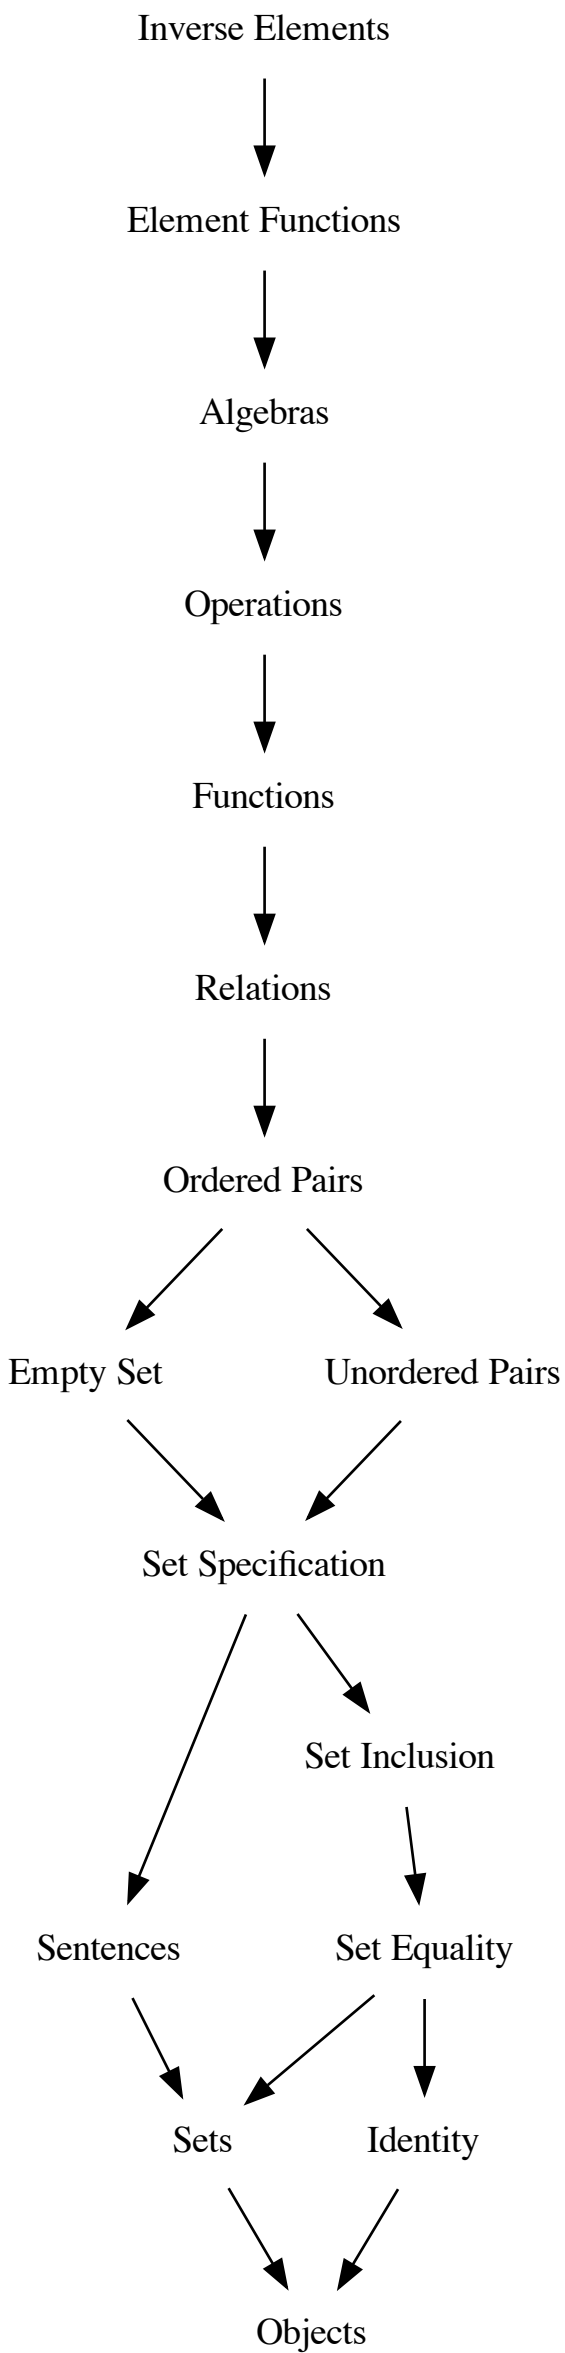 Inverse Elements
Element Functions
Algebras
Operations
Functions
Relations
Ordered Pairs
Empty Set
Unordered Pairs
Set Specification
Set Inclusion
Sentences
Set Equality
Sets
Identity
Objects